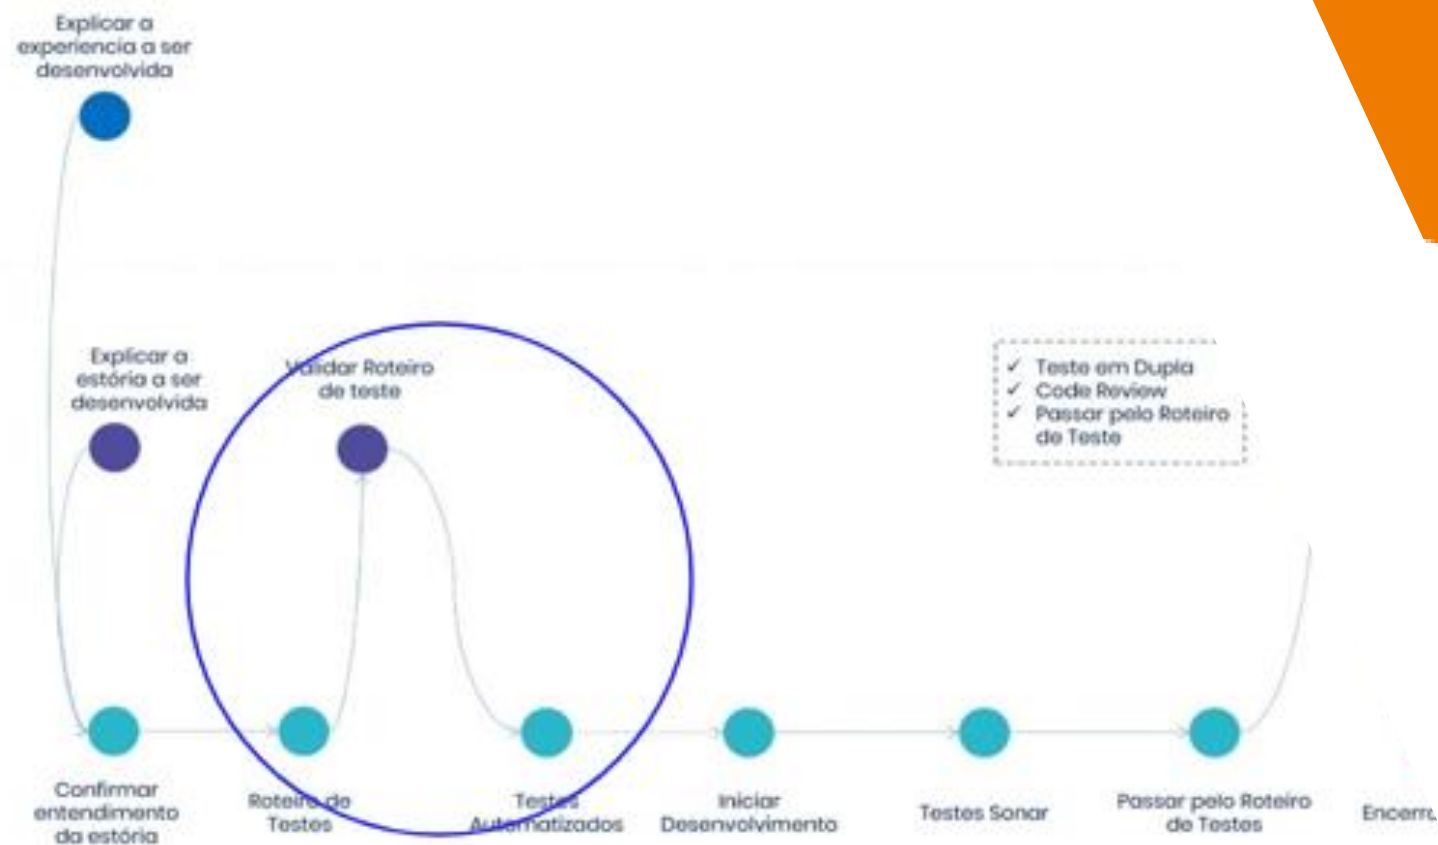 Explicar a
experiencia a ser
desenvolvida
Explicar a
estória a ser
desenvolvida
Validar Roteiro
de teste
✓ Teste em Dupla
✓ Code Review
✓ Passar pelo Roteiro
de Teste
Confirmar
entendimento
da estória
Roteiro de
Testes
Testes
Automatizados
Iniciar
Desenvolvimento
Testes Sonar
Passar pelo Roteiro
de Testes